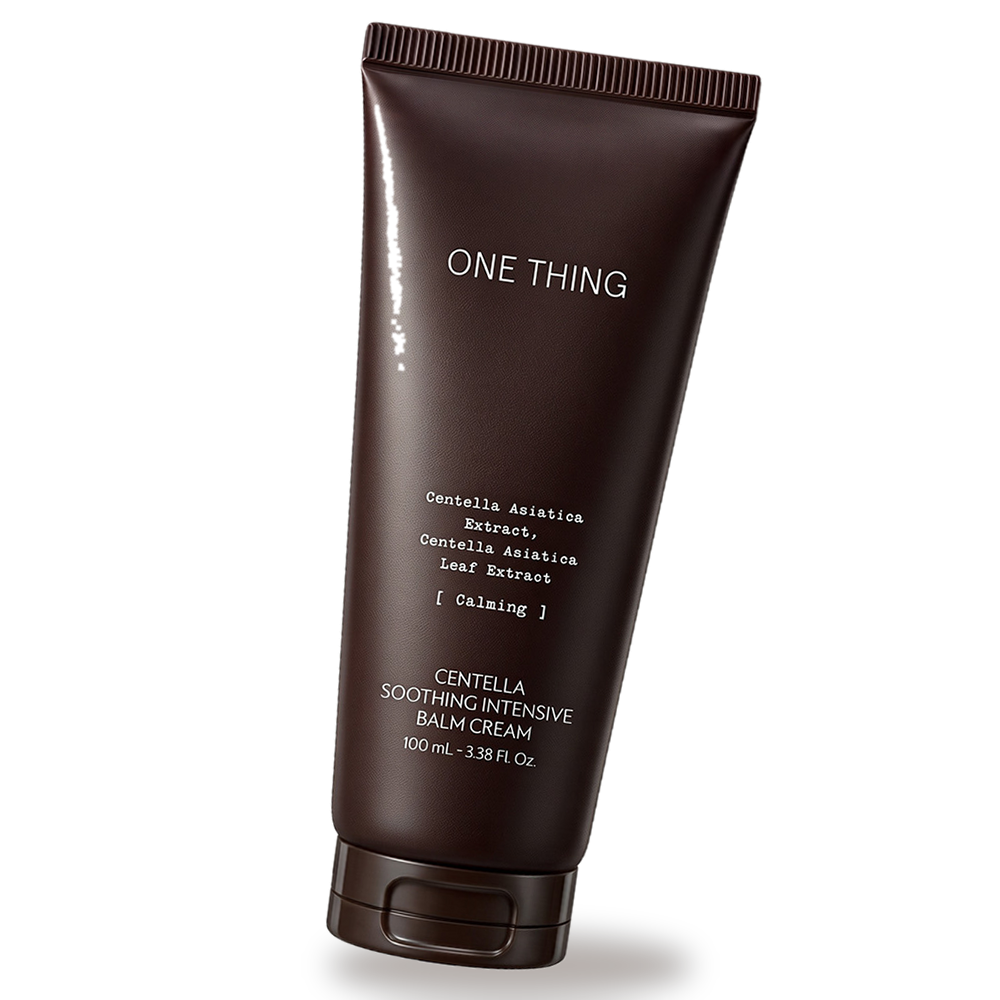 ONE THING
Centella Asiatica
Extract,
Centella Asiatica
Leaf Extract
[ Calming ]
CENTELLA
SOOTHING INTENSIVE
BALM CREAM
100 mL - 3.38 Fl. Oz.